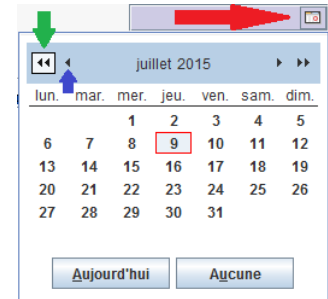 juillet 2015
lun. mar. mer. jeu. ven. sam. dim.
1 2 3 4 5
6 7 8 9 10 11 12
13 14 15 16 17 18 19
20 21 22 23 24 25 26
27 28 29 30 31
Aujourd'hui Aucune